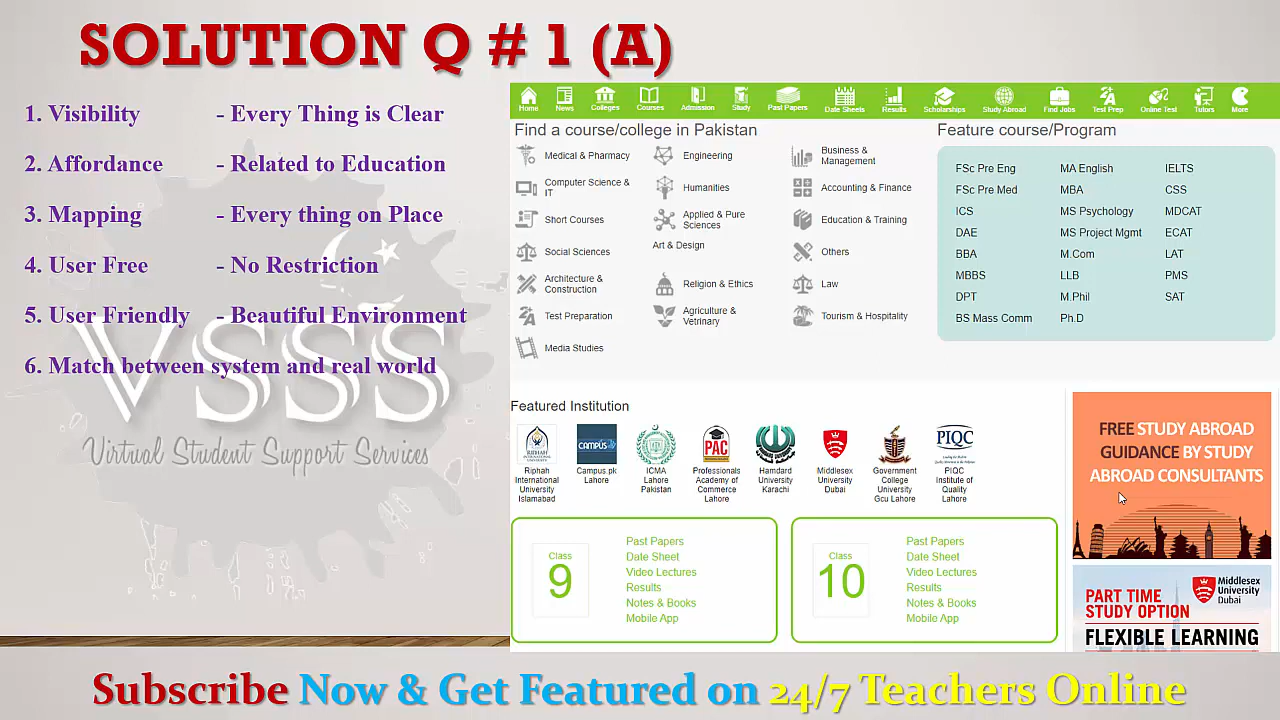 SOLUTION Q # 1 (A)
1. Visibility - Every Thing is Clear
2. Affordance - Related to Education
3. Mapping - Every thing on Place
4. User Free - No Restriction
5. User Friendly - Beautiful Environment
6. Match between system and real world
VSSS
Virtual Student Support Services
Home News Colleges Courses Admission Study Past Papers Date Sheets Results Scholarships Study Abroad Find Jobs Test Prep Online Test Tutors More
Find a course/college in Pakistan
Medical & Pharmacy
Engineering
Business &
Management
Computer Science &
IT
Humanities
Accounting & Finance
Short Courses
Applied & Pure
Sciences
Education & Training
Social Sciences
Art & Design
Others
Architecture &
Construction
Religion & Ethics
Law
Test Preparation
Agriculture &
Vetrinary
Tourism & Hospitality
Media Studies
Feature course/Program
FSc Pre Eng MA English IELTS
FSc Pre Med MBA CSS
ICS MS Psychology MDCAT
DAE MS Project Mgmt ECAT
BBA M.Com LAT
MBBS LLB PMS
DPT M.Phil SAT
BS Mass Comm Ph.D
Featured Institution
RIPHAH
CAMPUS
PAC
PIQC
Riphah
International
University
Islamabad
Campus.pk
Lahore
ICMA
Lahore
Pakistan
Professionals
Academy of
Commerce
Lahore
Hamdard
University
Karachi
Middlesex
University
Dubai
Government
College
University
Gcu Lahore
PIQC
Institute of
Quality
Lahore
Class
9
Past Papers
Date Sheet
Video Lectures
Results
Notes & Books
Mobile App
Class
10
Past Papers
Date Sheet
Video Lectures
Results
Notes & Books
Mobile App
FREE STUDY ABROAD
GUIDANCE BY STUDY
ABROAD CONSULTANTS
Middlesex
University
Dubai
PART TIME
STUDY OPTION
FLEXIBLE LEARNING
Subscribe Now & Get Featured on 24/7 Teachers Online